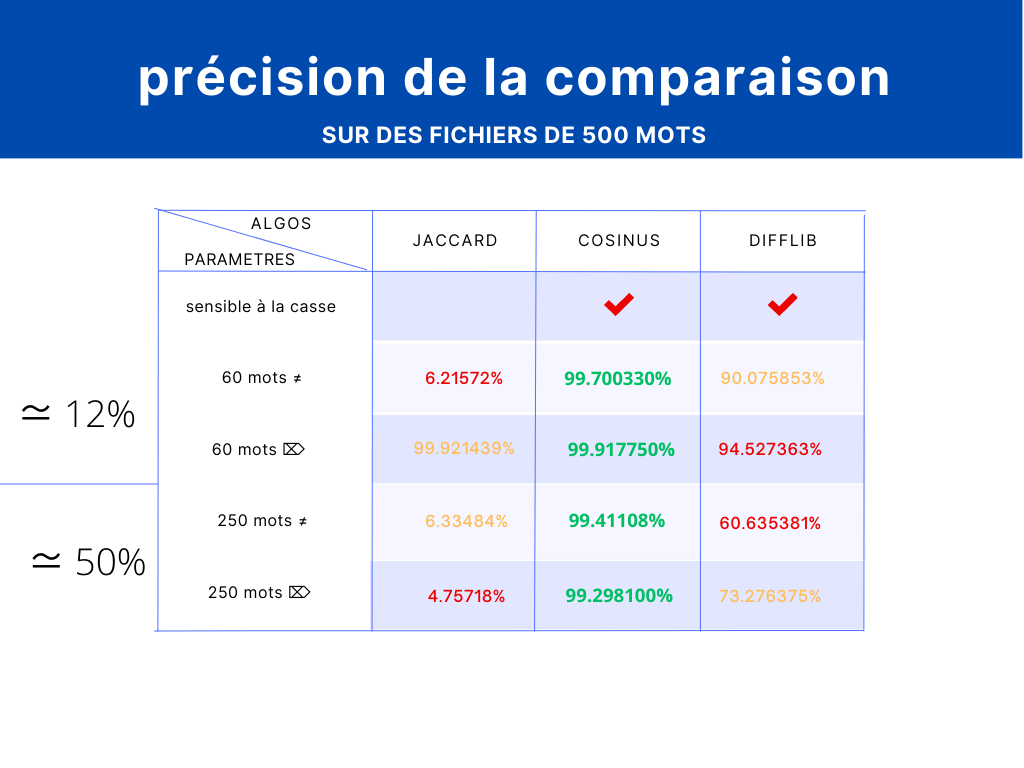 précision de la comparaison
SUR DES FICHIERS DE 500 MOTS
ALGOS
PARAMETRES
JACCARD COSINUS DIFFLIB
sensible à la casse
60 mots ≠ 6.21572% 99.700330% 90.075853%
≃ 12%
60 mots ⌦ 99.921439% 99.917750% 94.527363%
250 mots ≠ 6.33484% 99.41108% 60.635381%
≃ 50%
250 mots ⌦ 4.75718% 99.298100% 73.276375%